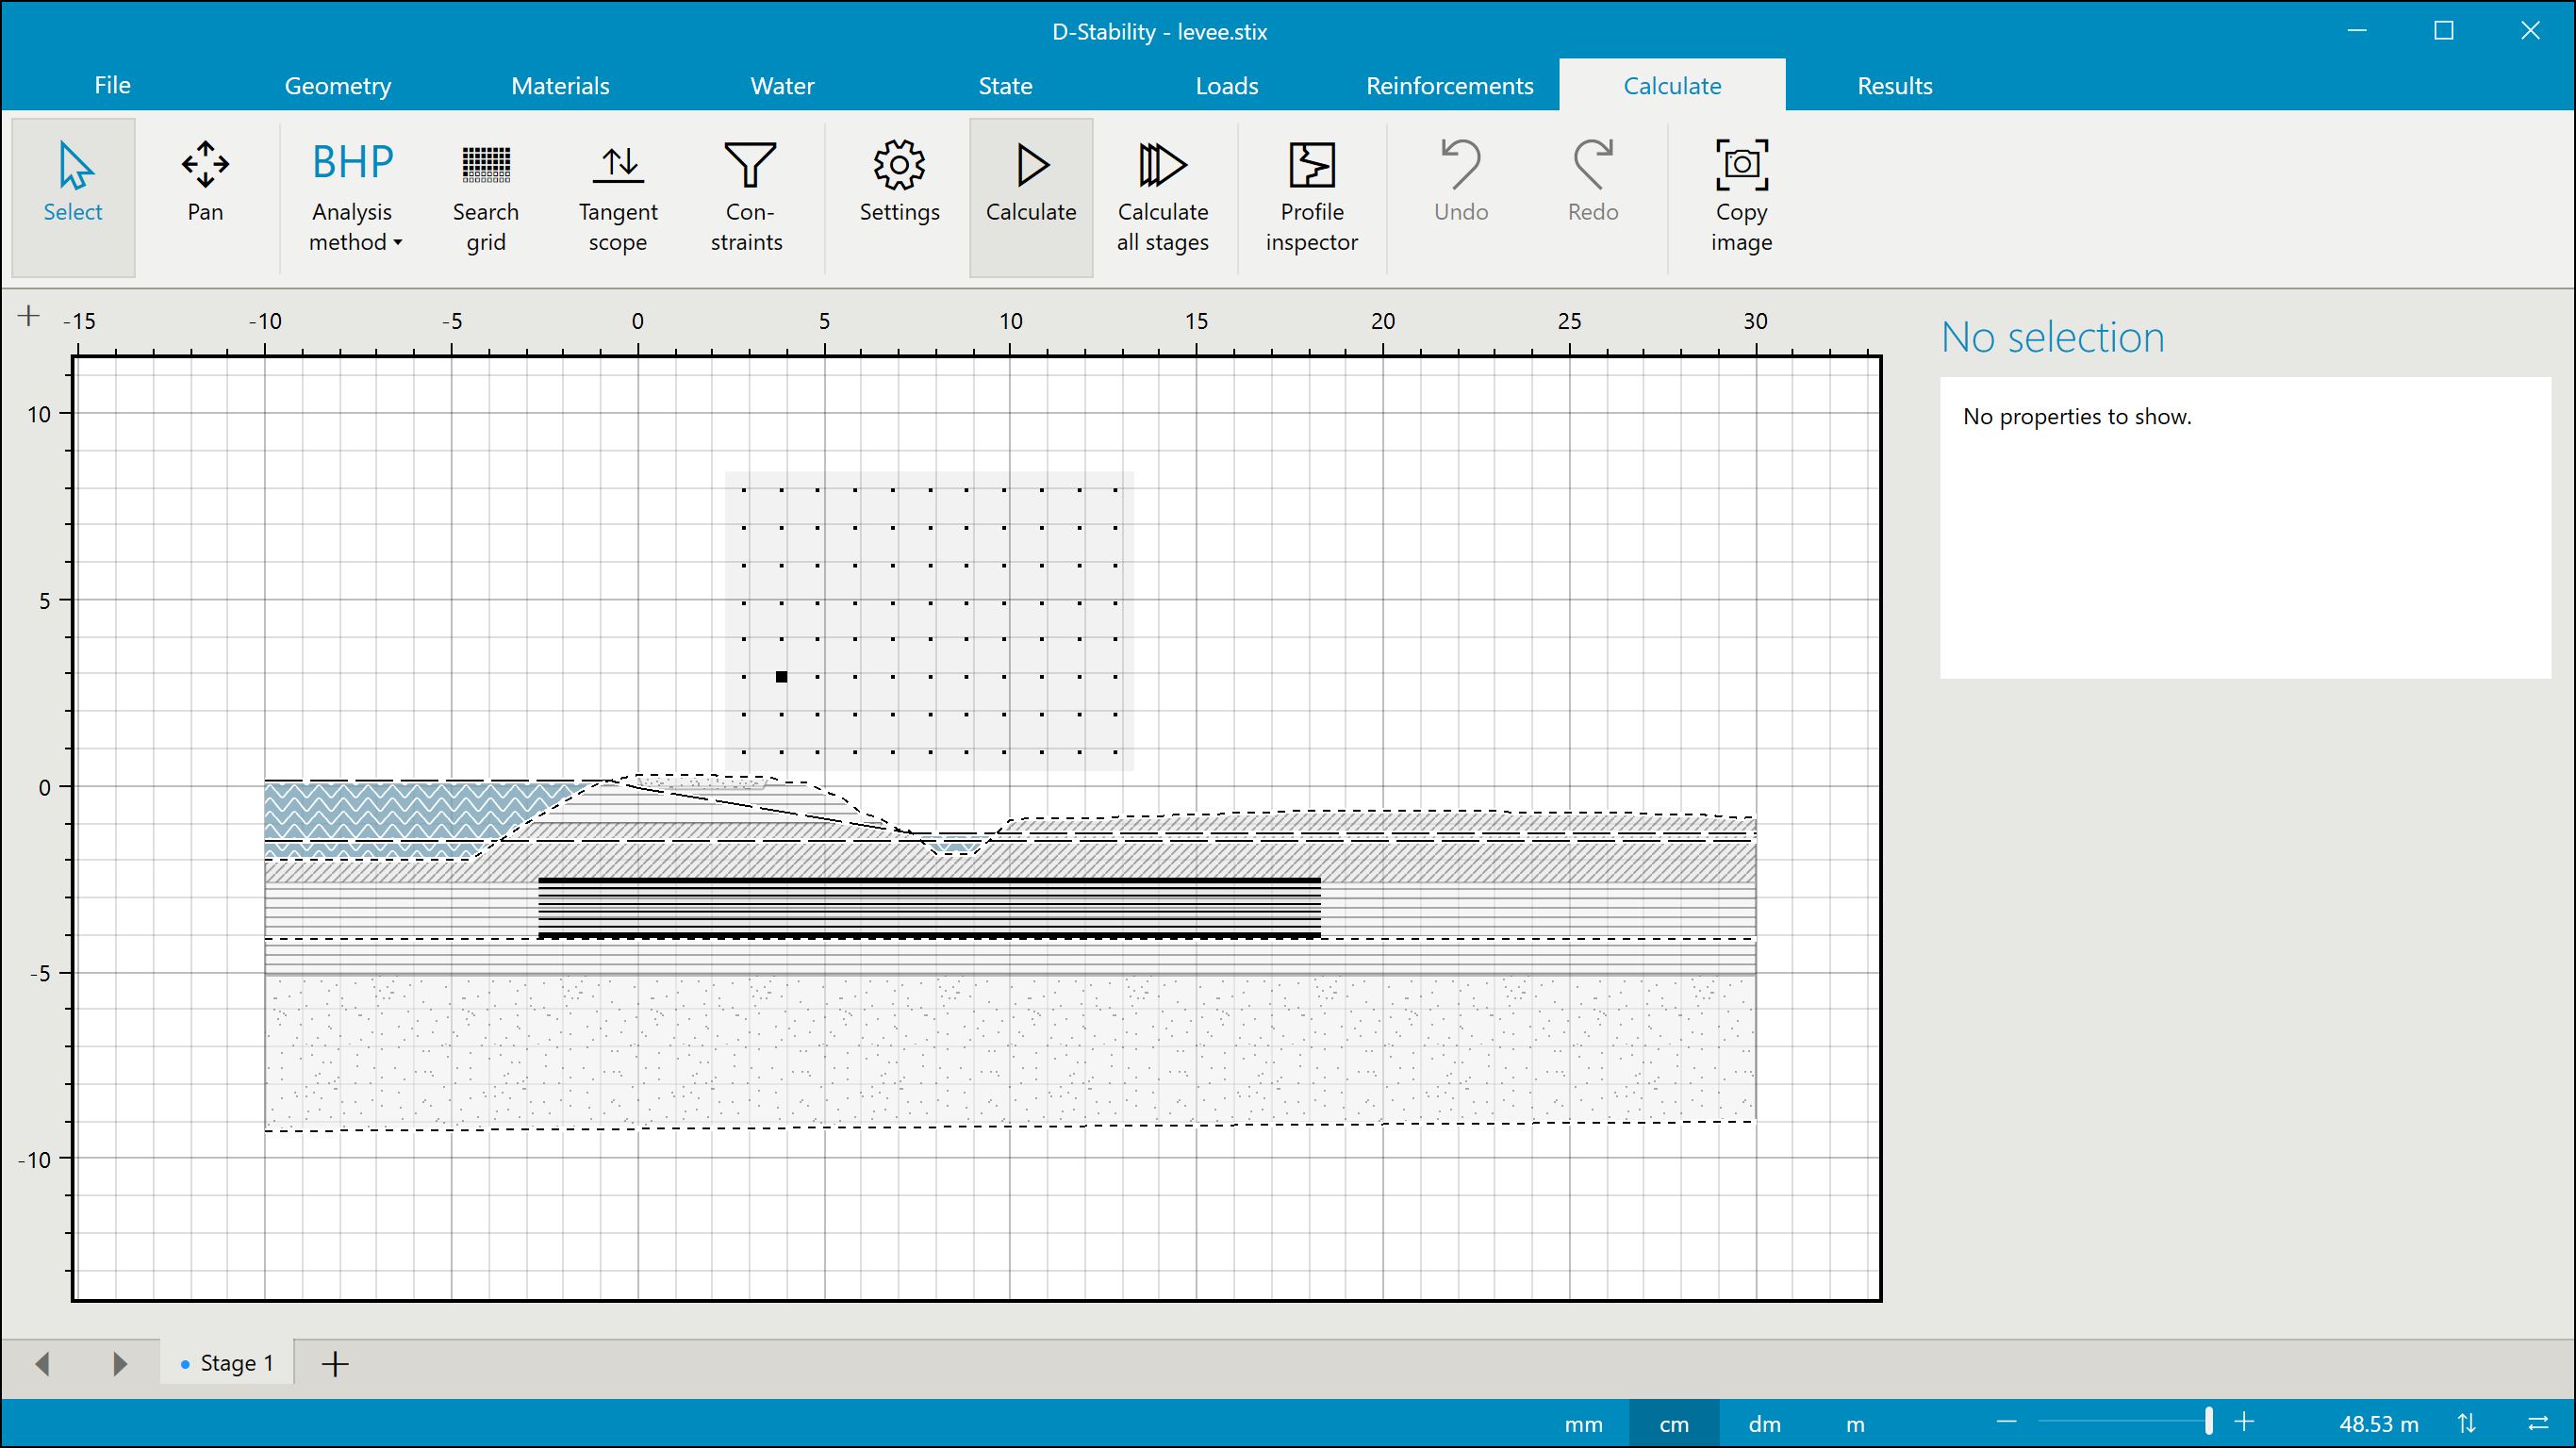 D-Stability - levee.stix
File Geometry Materials Water State Loads Reinforcements Calculate Results
BHP
Select Pan Analysis method Search grid Tangent scope Con-straints Settings Calculate Calculate all stages Profile inspector Undo Redo Copy image
-15 -10 -5 0 5 10 15 20 25 30
No selection
No properties to show.
10
5
0
-5
-10
Stage 1
mm cm dm m 48.53 m